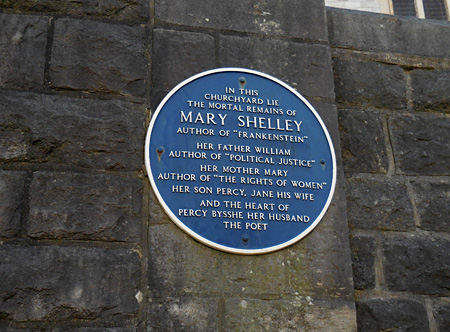 IN THIS
CHURCHYARD LIE
THE MORTAL REMAINS OF
MARY SHELLEY
AUTHOR OF "FRANKENSTEIN"
HER FATHER WILLIAM
AUTHOR OF "POLITICAL JUSTICE"
HER MOTHER MARY
AUTHOR OF "THE RIGHTS OF WOMEN"
HER SON PERCY, JANE HIS WIFE
AND THE HEART OF
PERCY BYSSHE HER HUSBAND
THE POET